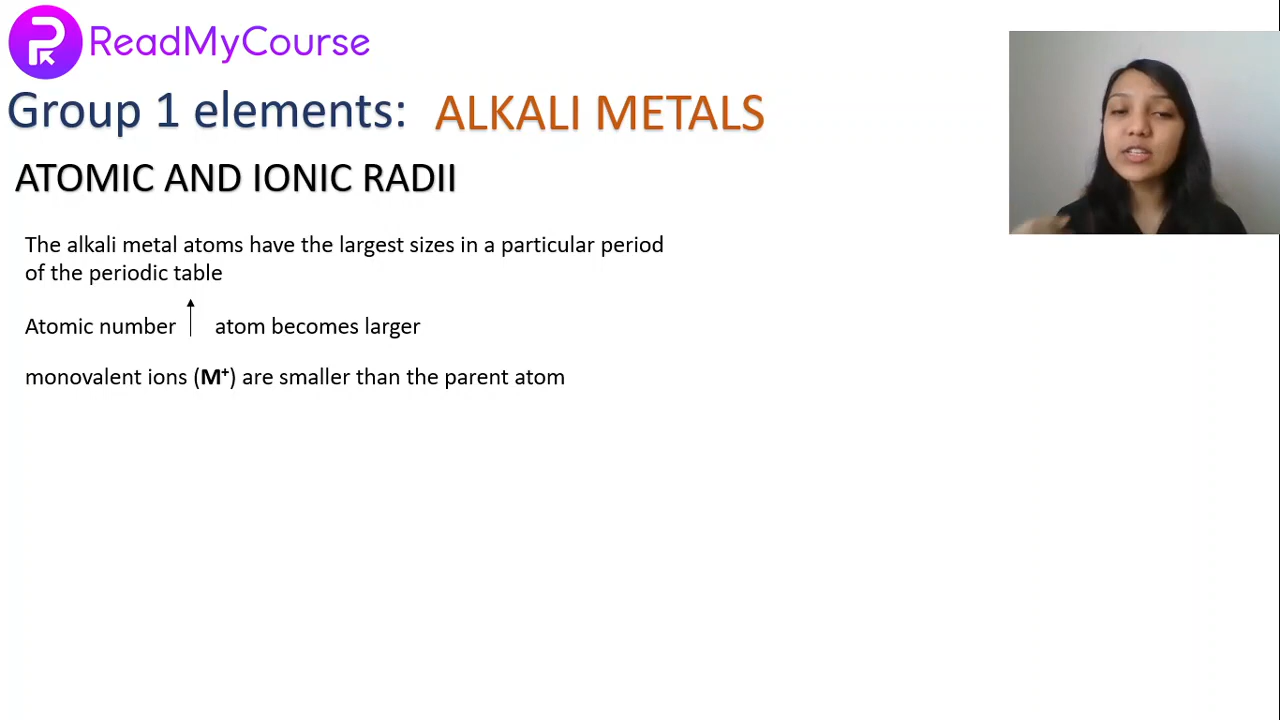 ReadMyCourse
Group 1 elements: ALKALI METALS
ATOMIC AND IONIC RADII
The alkali metal atoms have the largest sizes in a particular period
of the periodic table
Atomic number ↑ atom becomes larger
monovalent ions (M⁺) are smaller than the parent atom